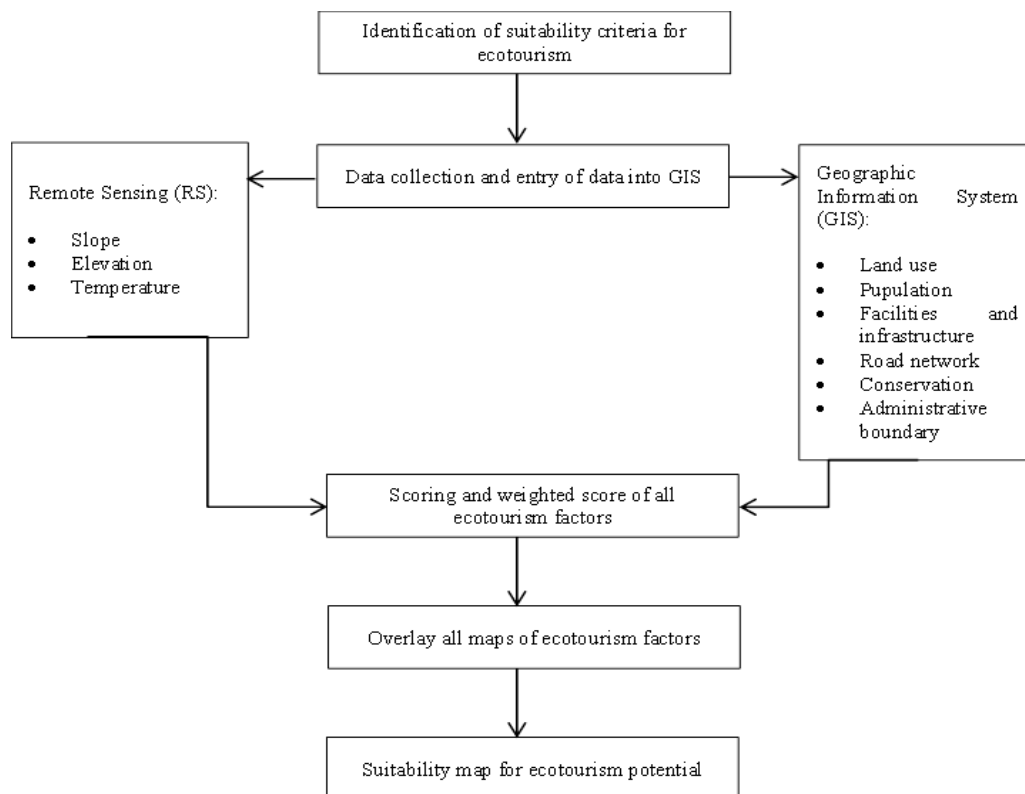 Identification of suitability criteria for
ecotourism
Data collection and entry of data into GIS
Remote Sensing (RS):
• Slope
• Elevation
• Temperature
Geographic
Information System
(GIS):
• Land use
• Pupulation
• Facilities and
infrastructure
• Road network
• Conservation
• Administrative
boundary
Scoring and weighted score of all
ecotourism factors
Overlay all maps of ecotourism factors
Suitability map for ecotourism potential